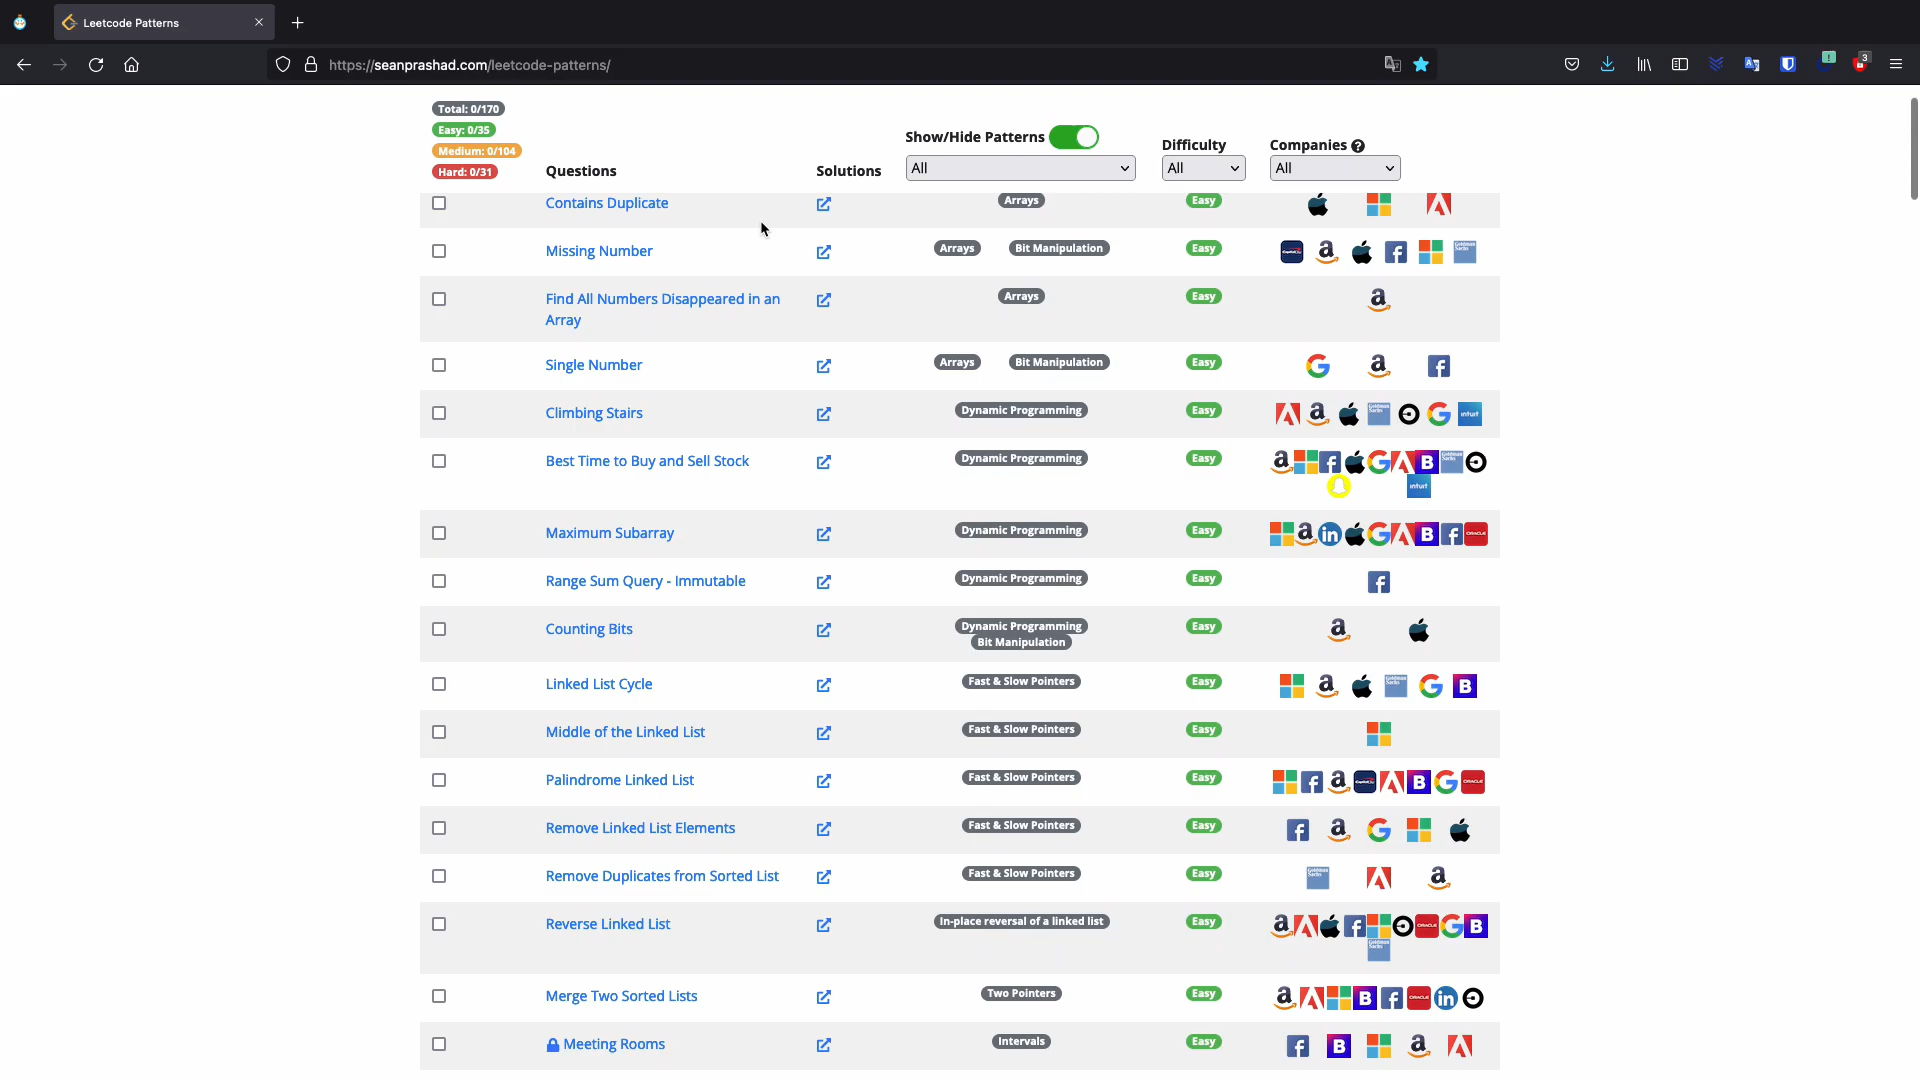 Leetcode Patterns
https://seanprashad.com/leetcode-patterns/
3
Total: 0/170
Easy: 0/35
Medium: 0/104
Hard: 0/31
Questions
Solutions
Show/Hide Patterns
All
Difficulty
All
Companies ?
All
Contains Duplicate
Arrays
Easy
Missing Number
Arrays Bit Manipulation
Easy
Find All Numbers Disappeared in an
Array
Arrays
Easy
Single Number
Arrays Bit Manipulation
Easy
Climbing Stairs
Dynamic Programming
Easy
intuit
Best Time to Buy and Sell Stock
Dynamic Programming
Easy
intuit
Maximum Subarray
Dynamic Programming
Easy
Range Sum Query - Immutable
Dynamic Programming
Easy
Counting Bits
Dynamic Programming
Bit Manipulation
Easy
Linked List Cycle
Fast & Slow Pointers
Easy
Middle of the Linked List
Fast & Slow Pointers
Easy
Palindrome Linked List
Fast & Slow Pointers
Easy
Remove Linked List Elements
Fast & Slow Pointers
Easy
Remove Duplicates from Sorted List
Fast & Slow Pointers
Easy
Reverse Linked List
In-place reversal of a linked list
Easy
Merge Two Sorted Lists
Two Pointers
Easy
Meeting Rooms
Intervals
Easy